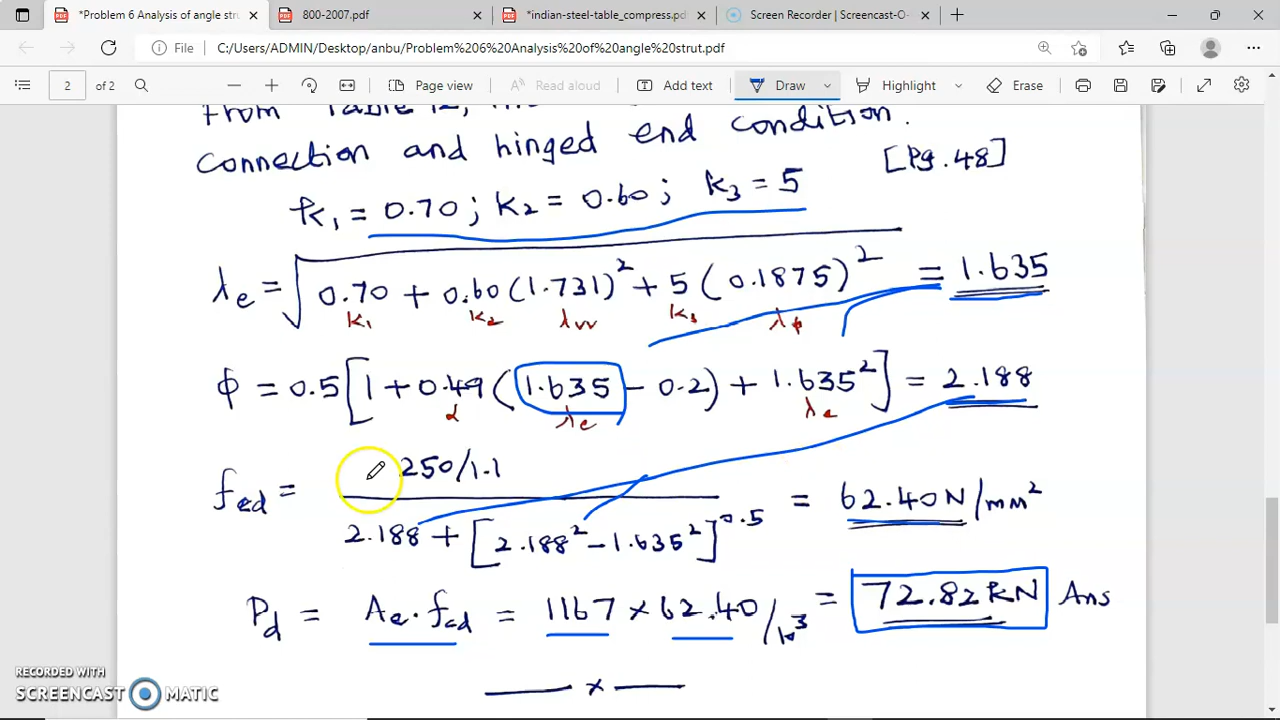 *Problem 6 Analysis of angle str
800-2007.pdf
*indian-steel-table_compress.pd
Screen Recorder | Screencast-O-
File
C:/Users/ADMIN/Desktop/anbu/Problem%206%20Analysis%20of%20angle%20strut.pdf
2 of 2
Page view
Read aloud
Add text
Draw
Highlight
Erase
From Table 12,
connection and hinged end condition.
[Pg.48]
k₁ = 0.70 ; k₂ = 0.60 ; k₃ = 5
λe = √0.70 + 0.60 (1.731)² + 5 (0.1875)² = 1.635
k₁ k₂ λvv k₃ λϕ
ϕ = 0.5 [1 + 0.49 (1.635 - 0.2) + 1.635²] = 2.188
α λe λe
fcd = 250/1.1 / 2.188 + [2.188² - 1.635²]^0.5 = 62.40 N/mm²
Pd = Ae . fcd = 1167 × 62.40/10³ = 72.82 kN Ans
x
RECORDED WITH
SCREENCAST MATIC